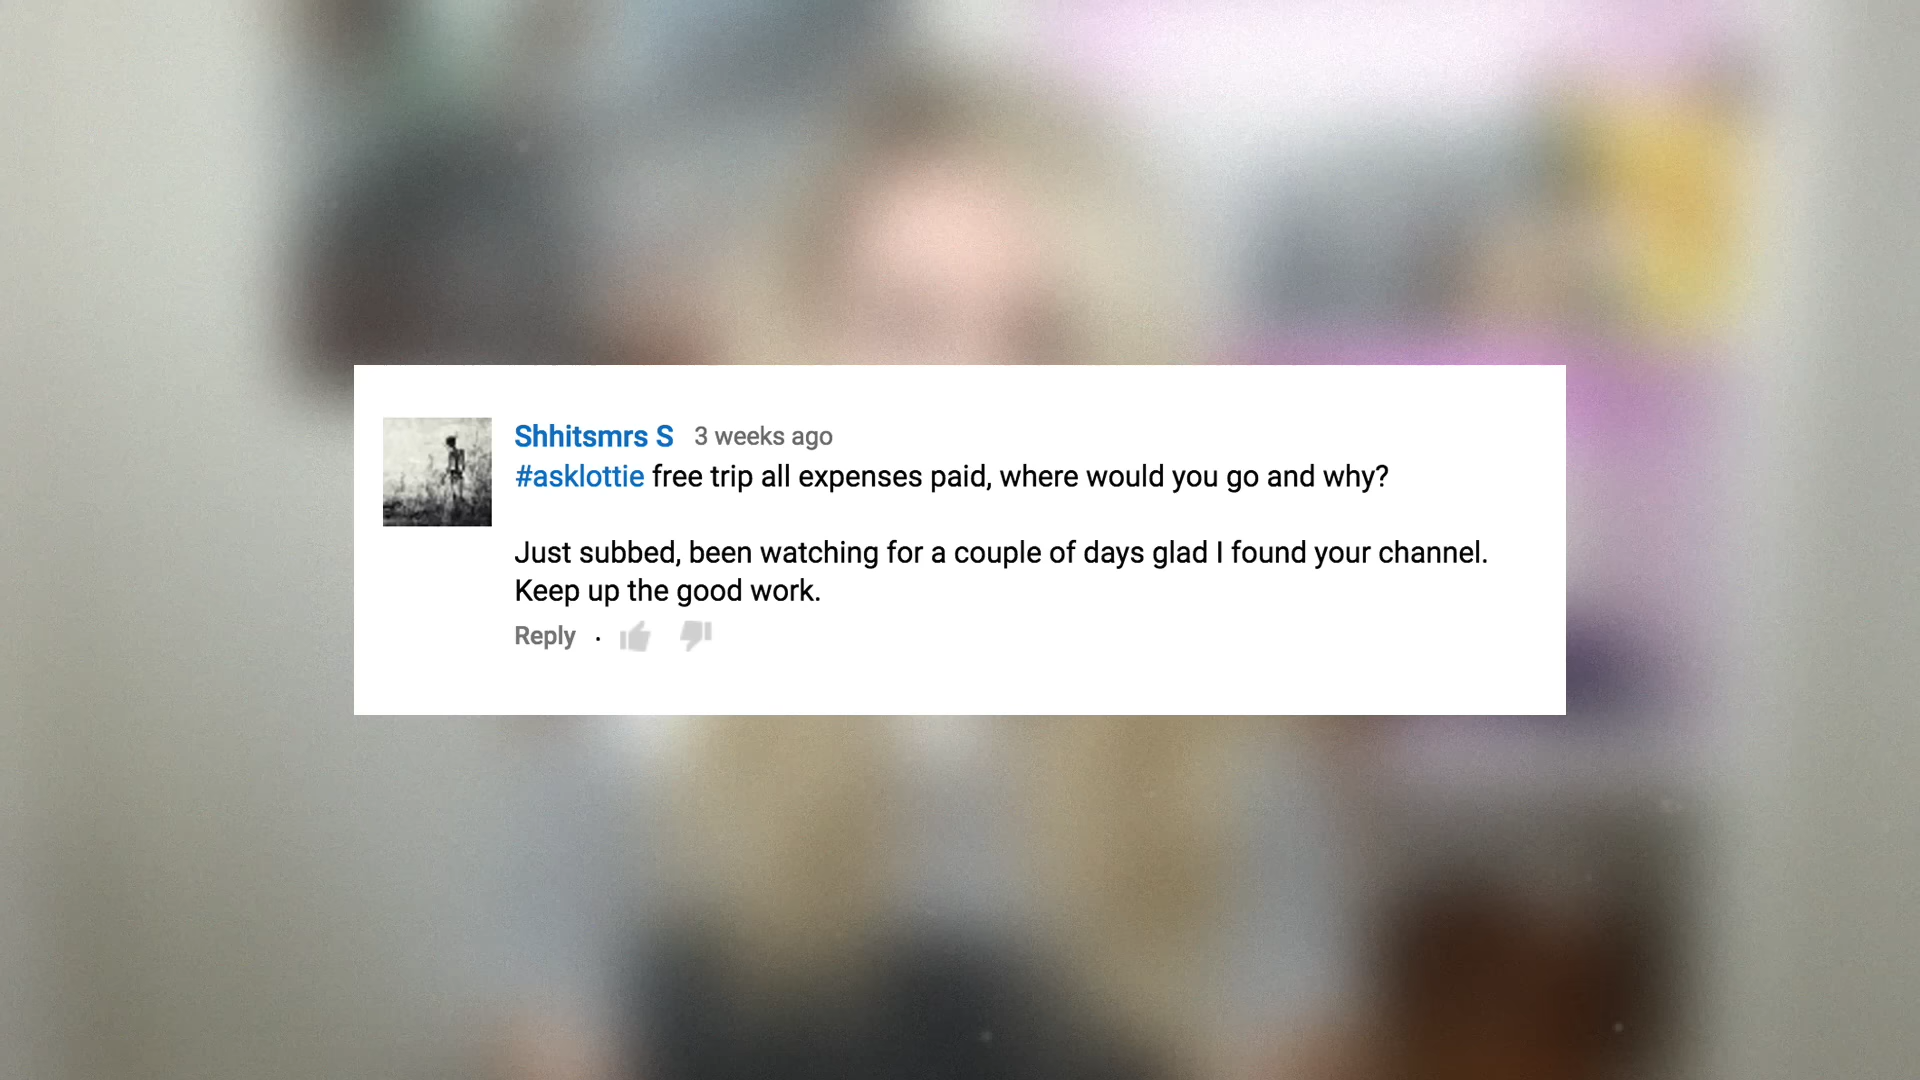 Shhitsmrs S 3 weeks ago
#asklottie free trip all expenses paid, where would you go and why?
Just subbed, been watching for a couple of days glad I found your channel.
Keep up the good work.
Reply ·